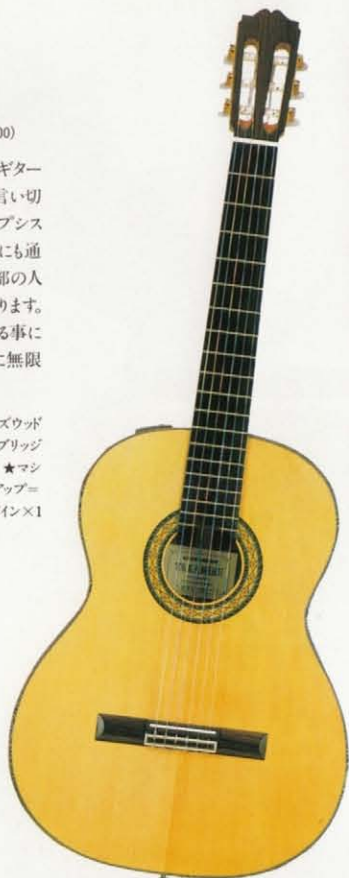 00)
ギター
言い切
プシス
にも通
部の人
ります。
る事に
に無限
ズウッド
ブリッジ
★マシ
アップ=
イン×1